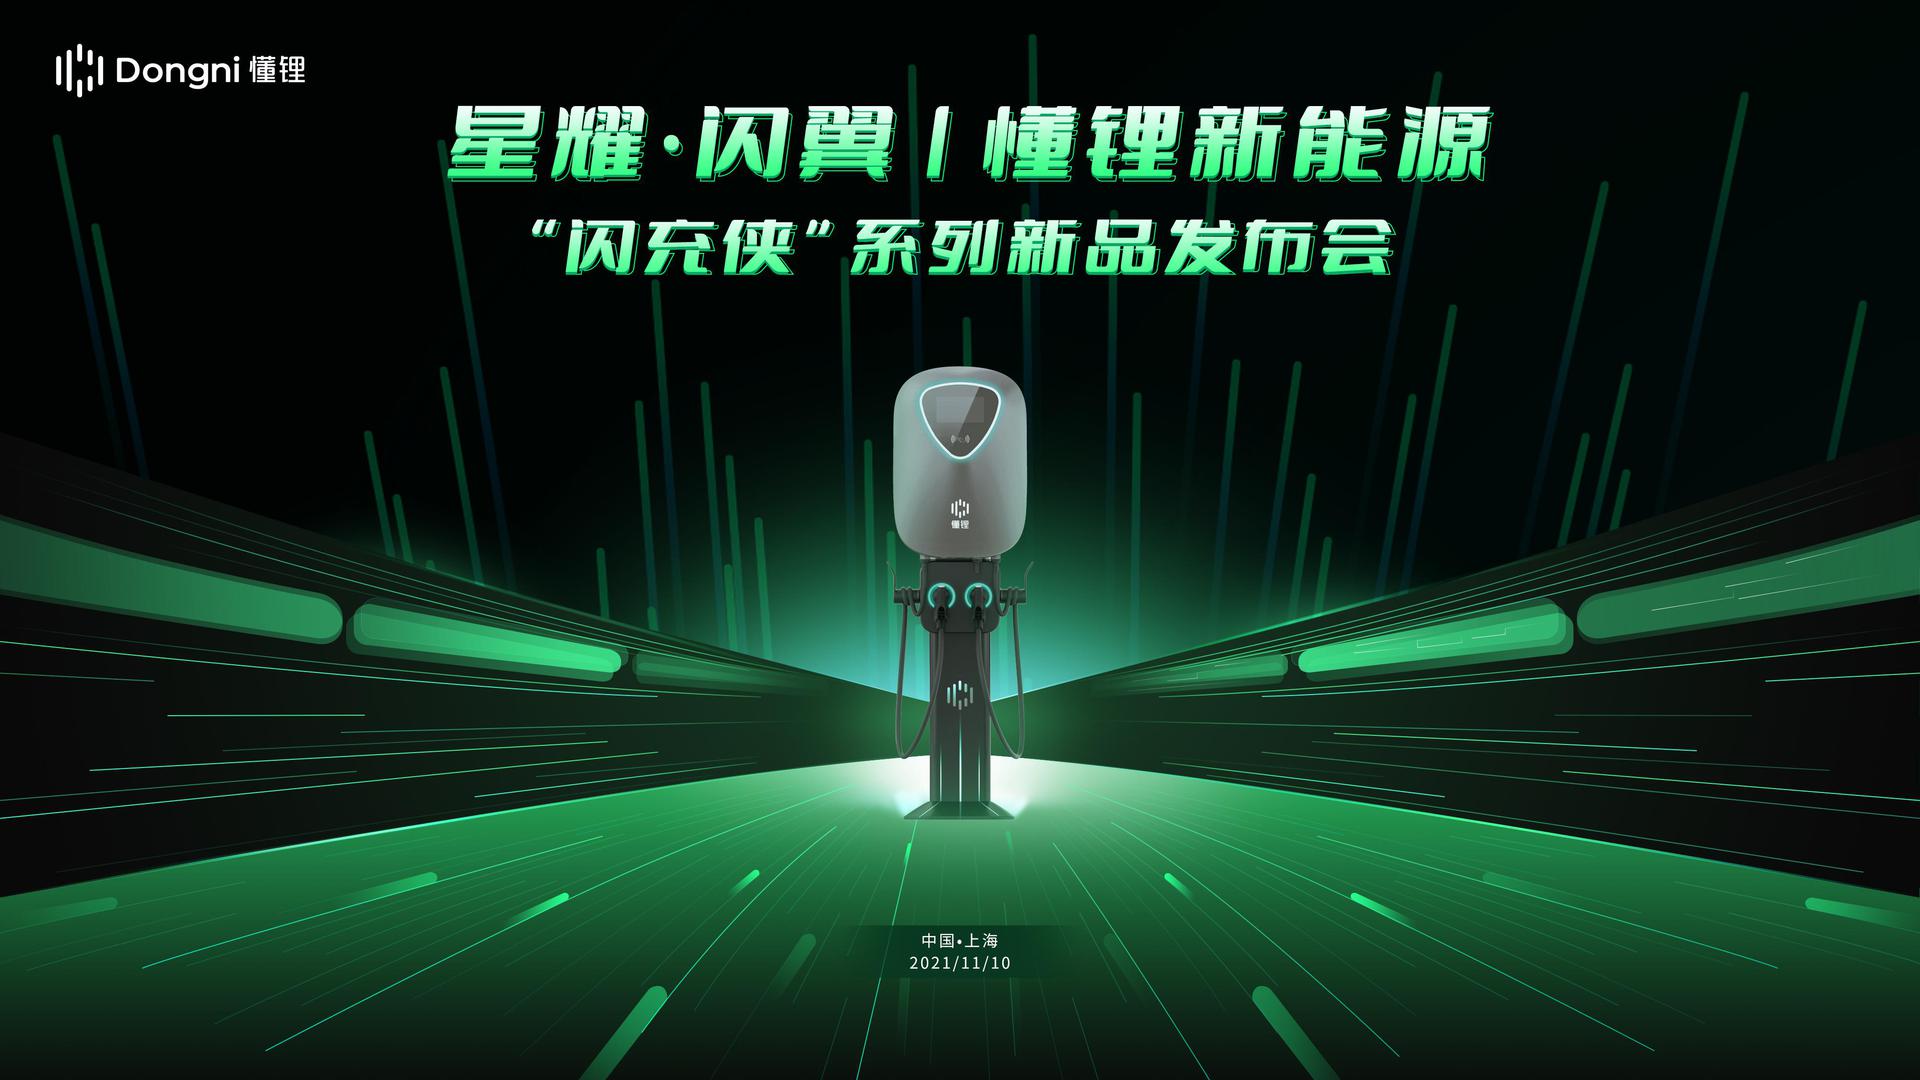 Dongni 懂锂
星耀·闪翼 | 懂锂新能源
“闪充侠”系列新品发布会
懂锂
中国•上海
2021/11/10